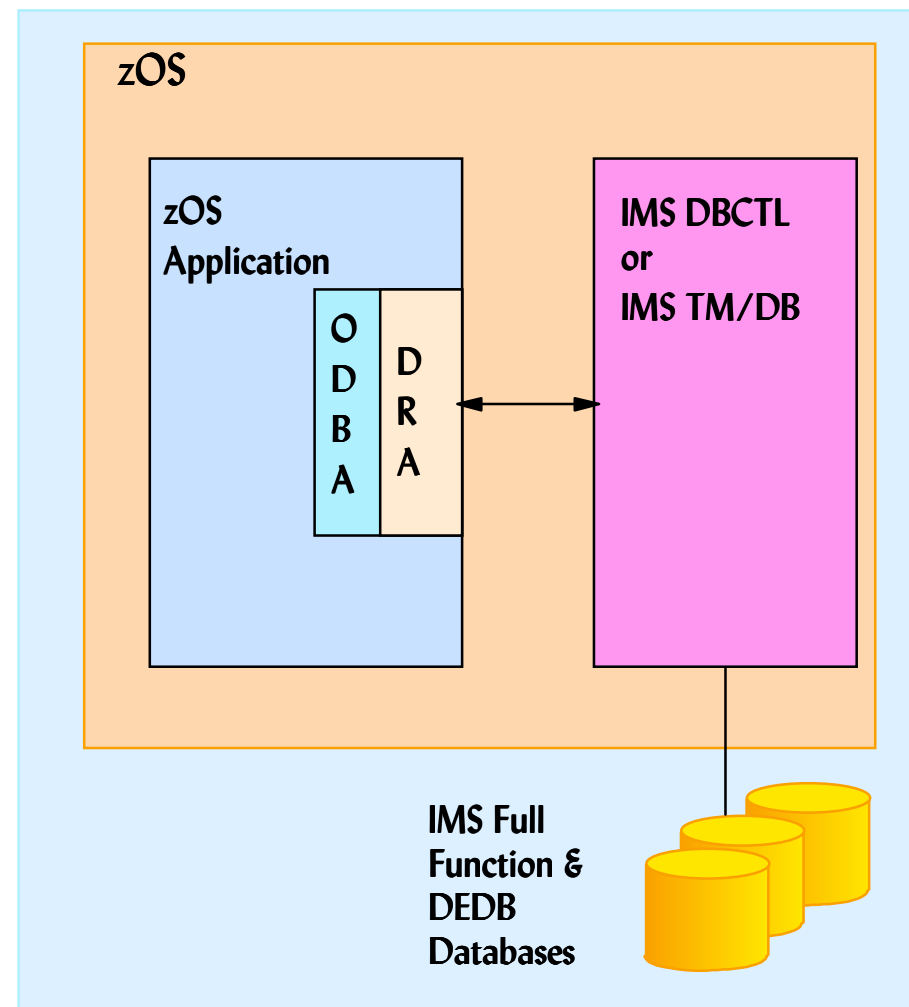 zOS
zOS
Application
O
D
B
A
D
R
A
IMS DBCTL
or
IMS TM/DB
IMS Full
Function &
DEDB
Databases